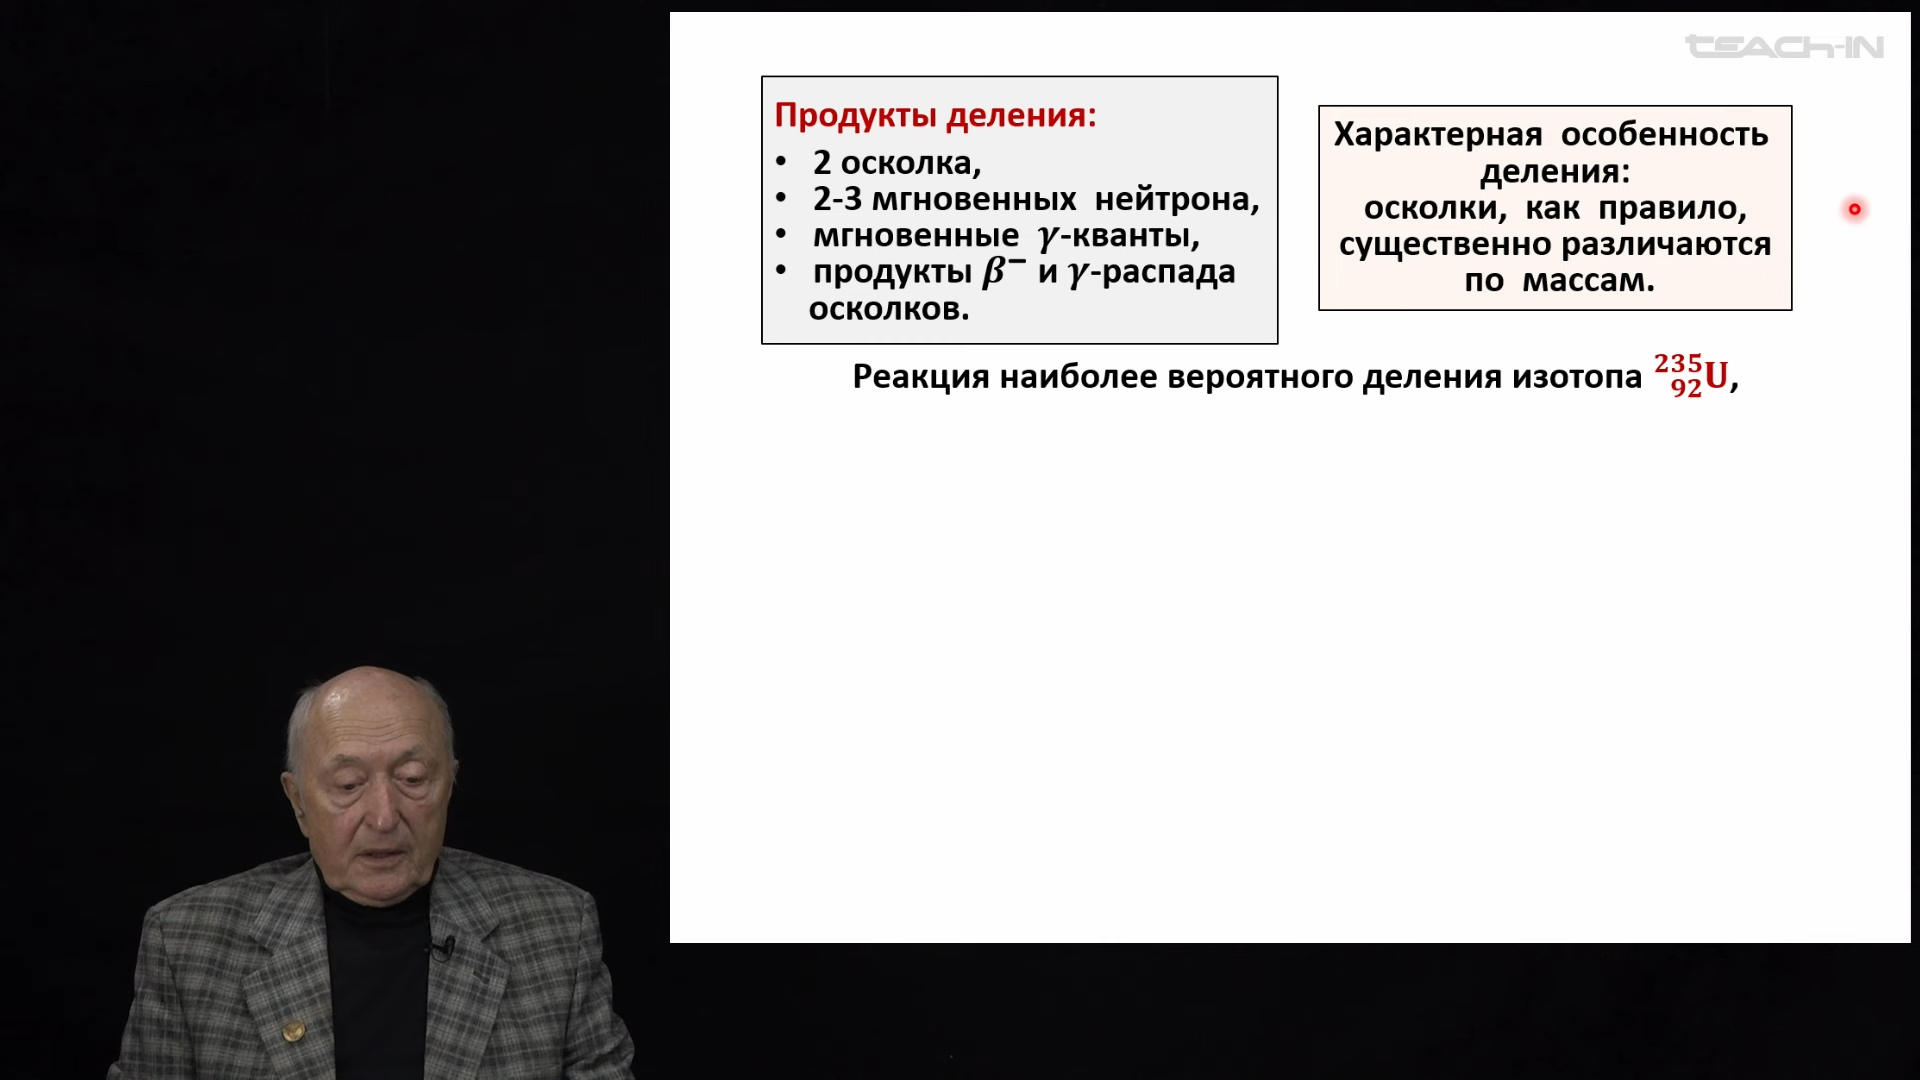 TEACH-IN
Продукты деления:
• 2 осколка,
• 2-3 мгновенных нейтрона,
• мгновенные γ-кванты,
• продукты β⁻ и γ-распада
осколков.
Характерная особенность
деления:
осколки, как правило,
существенно различаются
по массам.
Реакция наиболее вероятного деления изотопа ²³⁵₉₂U,